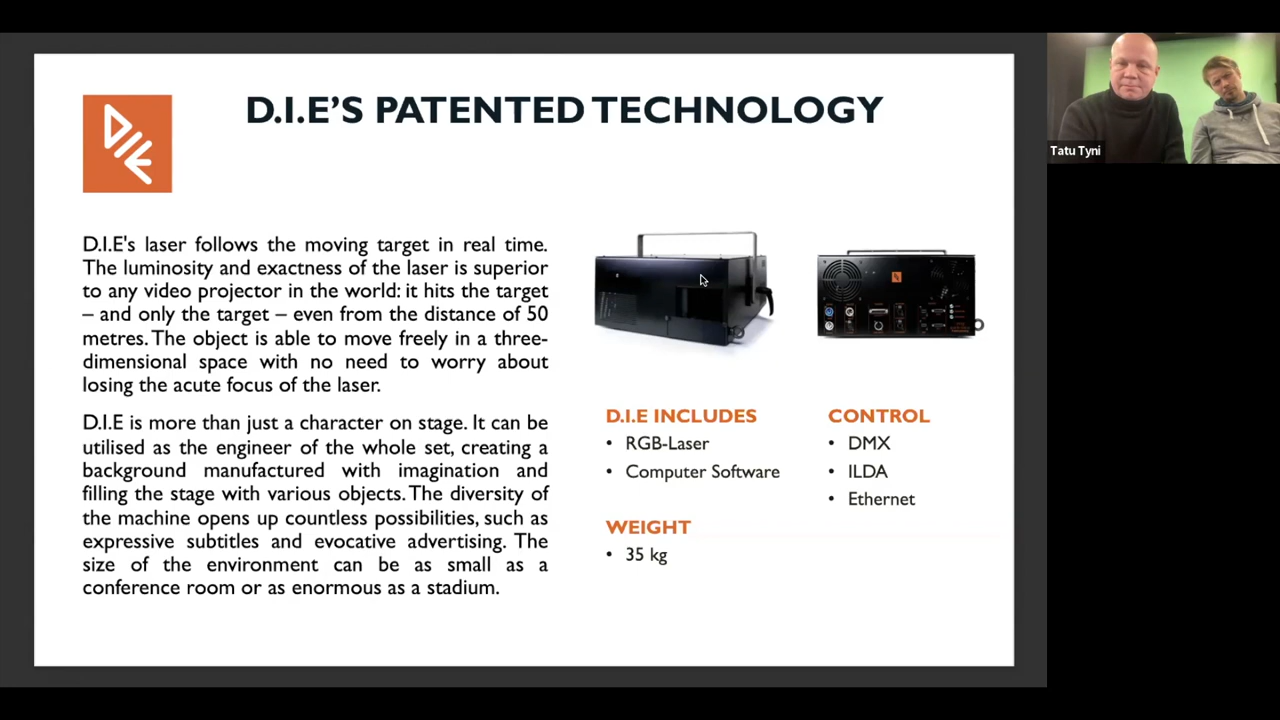 D.I.E'S PATENTED TECHNOLOGY
DIE
D.I.E's laser follows the moving target in real time.
The luminosity and exactness of the laser is superior
to any video projector in the world: it hits the target
– and only the target – even from the distance of 50
metres. The object is able to move freely in a three-
dimensional space with no need to worry about
losing the acute focus of the laser.
D.I.E is more than just a character on stage. It can be
utilised as the engineer of the whole set, creating a
background manufactured with imagination and
filling the stage with various objects. The diversity of
the machine opens up countless possibilities, such as
expressive subtitles and evocative advertising. The
size of the environment can be as small as a
conference room or as enormous as a stadium.
D.I.E INCLUDES
• RGB-Laser
• Computer Software
WEIGHT
• 35 kg
CONTROL
• DMX
• ILDA
• Ethernet
Tatu Tyni